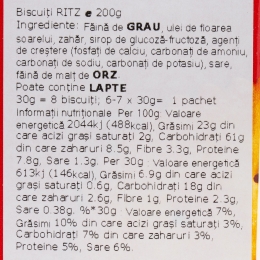 Biscuiți RITZ e 200g
Ingrediente: Făină de GRAU, ulei de floarea
soarelui, zahăr, sirop de glucoză-fructoză, agenți
de creștere (fosfați de calciu, carbonați de amoniu,
carbonați de sodiu, carbonați de potasiu), sare,
făină de malț de ORZ.
Poate conține LAPTE
30g = 8 biscuiți; 6-7 x 30g= 1 pachet
Informații nutriționale Per 100g: Valoare
energetică 2044kJ (488kcal), Grăsimi 23g din
care acizi grași saturați 2g, Carbohidrați 61g
din care zaharuri 8.5g, Fibre 3.3g, Proteine
7.8g, Sare 1.3g. Per 30g : Valoare energetică
613kJ (146kcal), Grăsimi 6.9g din care acizi
grași saturați 0.6g, Carbohidrați 18g din
care zaharuri 2.6g, Fibre 1g, Proteine 2.3g,
Sare 0.38g. %*30g : Valoare energetică 7%,
Grăsimi 10% din care acizi grași saturați 3%,
Carbohidrați 7% din care zaharuri 3%,
Proteine 5%, Sare 6%.